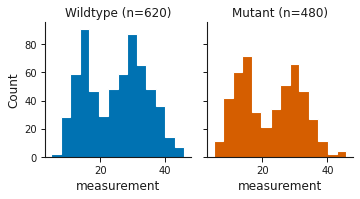 Wildtype (n=620)
Mutant (n=480)
Count
80
60
40
20
0
20
40
20
40
measurement
measurement